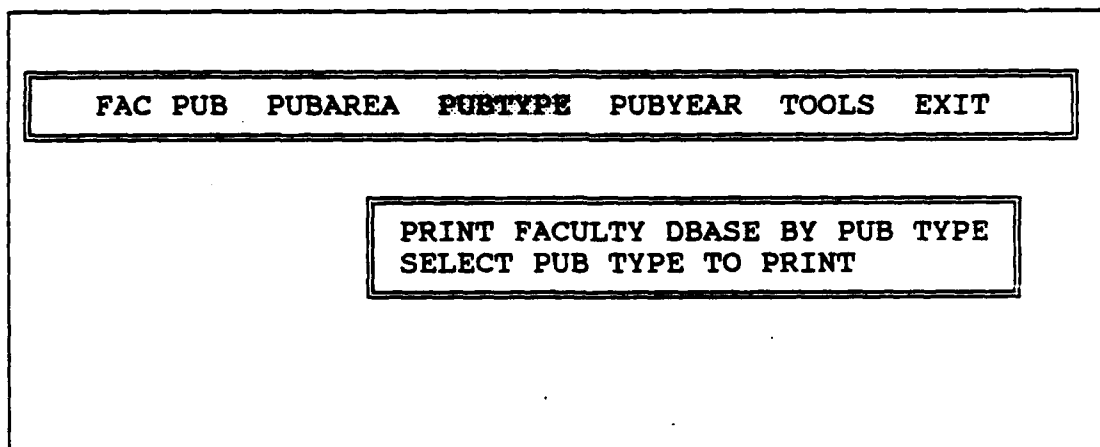 FAC PUB PUBAREA PUBTYPE PUBYEAR TOOLS EXIT
PRINT FACULTY DBASE BY PUB TYPE
SELECT PUB TYPE TO PRINT